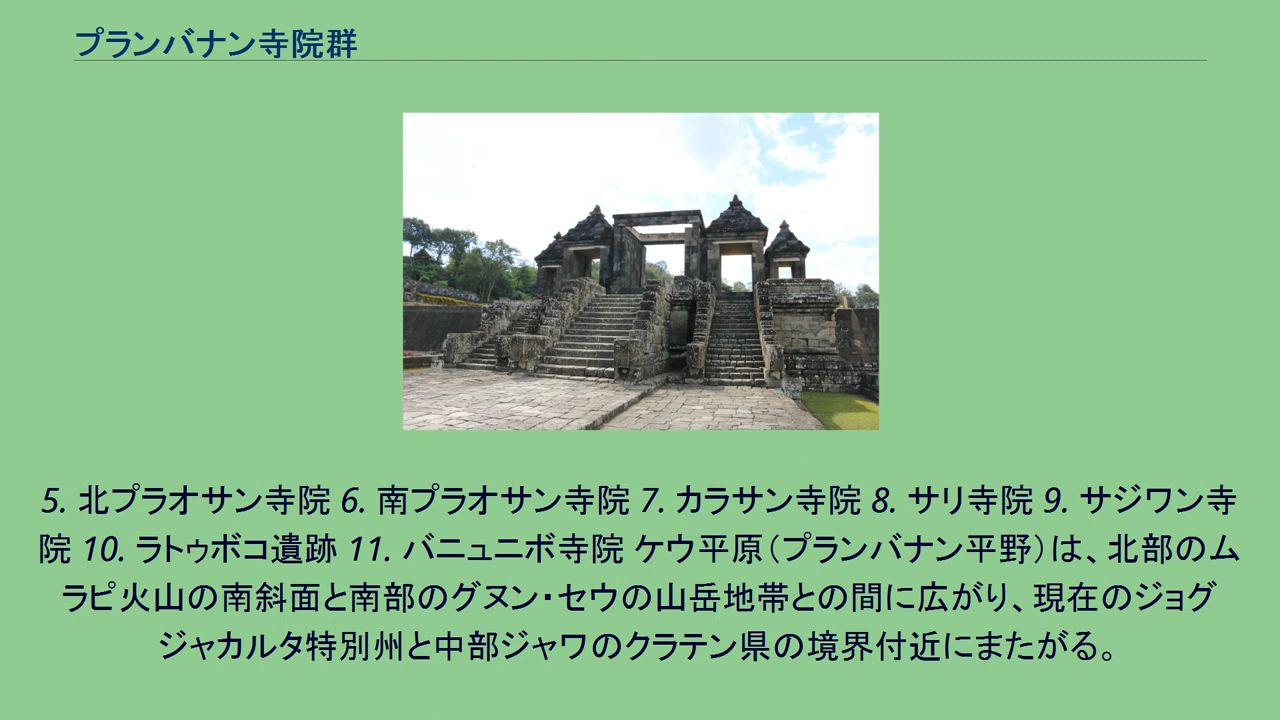 プランバナン寺院群
5. 北プラオサン寺院 6. 南プラオサン寺院 7. カラサン寺院 8. サリ寺院 9. サジワン寺
院 10. ラトゥボコ遺跡 11. バニュニボ寺院 ケウ平原（プランバナン平野）は、北部のム
ラピ火山の南斜面と南部のグヌン・セウの山岳地帯との間に広がり、現在のジョグ
ジャカルタ特別州と中部ジャワのクラテン県の境界付近にまたがる。